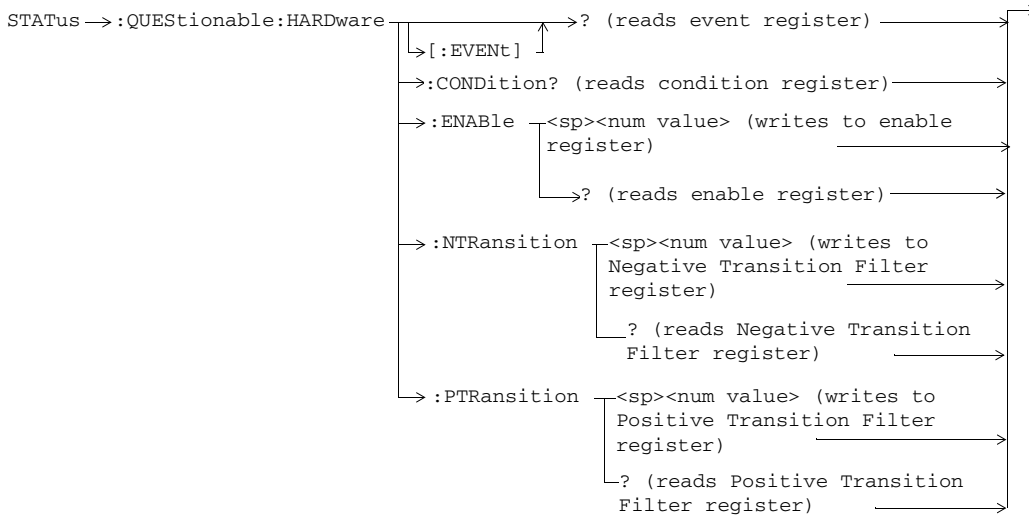 STATus :QUEStionable:HARDware ? (reads event register)
[:EVENt]
:CONDition? (reads condition register)
:ENABle <sp><num value> (writes to enable
register)
? (reads enable register)
:NTRansition <sp><num value> (writes to
Negative Transition Filter
register)
? (reads Negative Transition
Filter register)
:PTRansition <sp><num value> (writes to
Positive Transition Filter
register)
? (reads Positive Transition
Filter register)